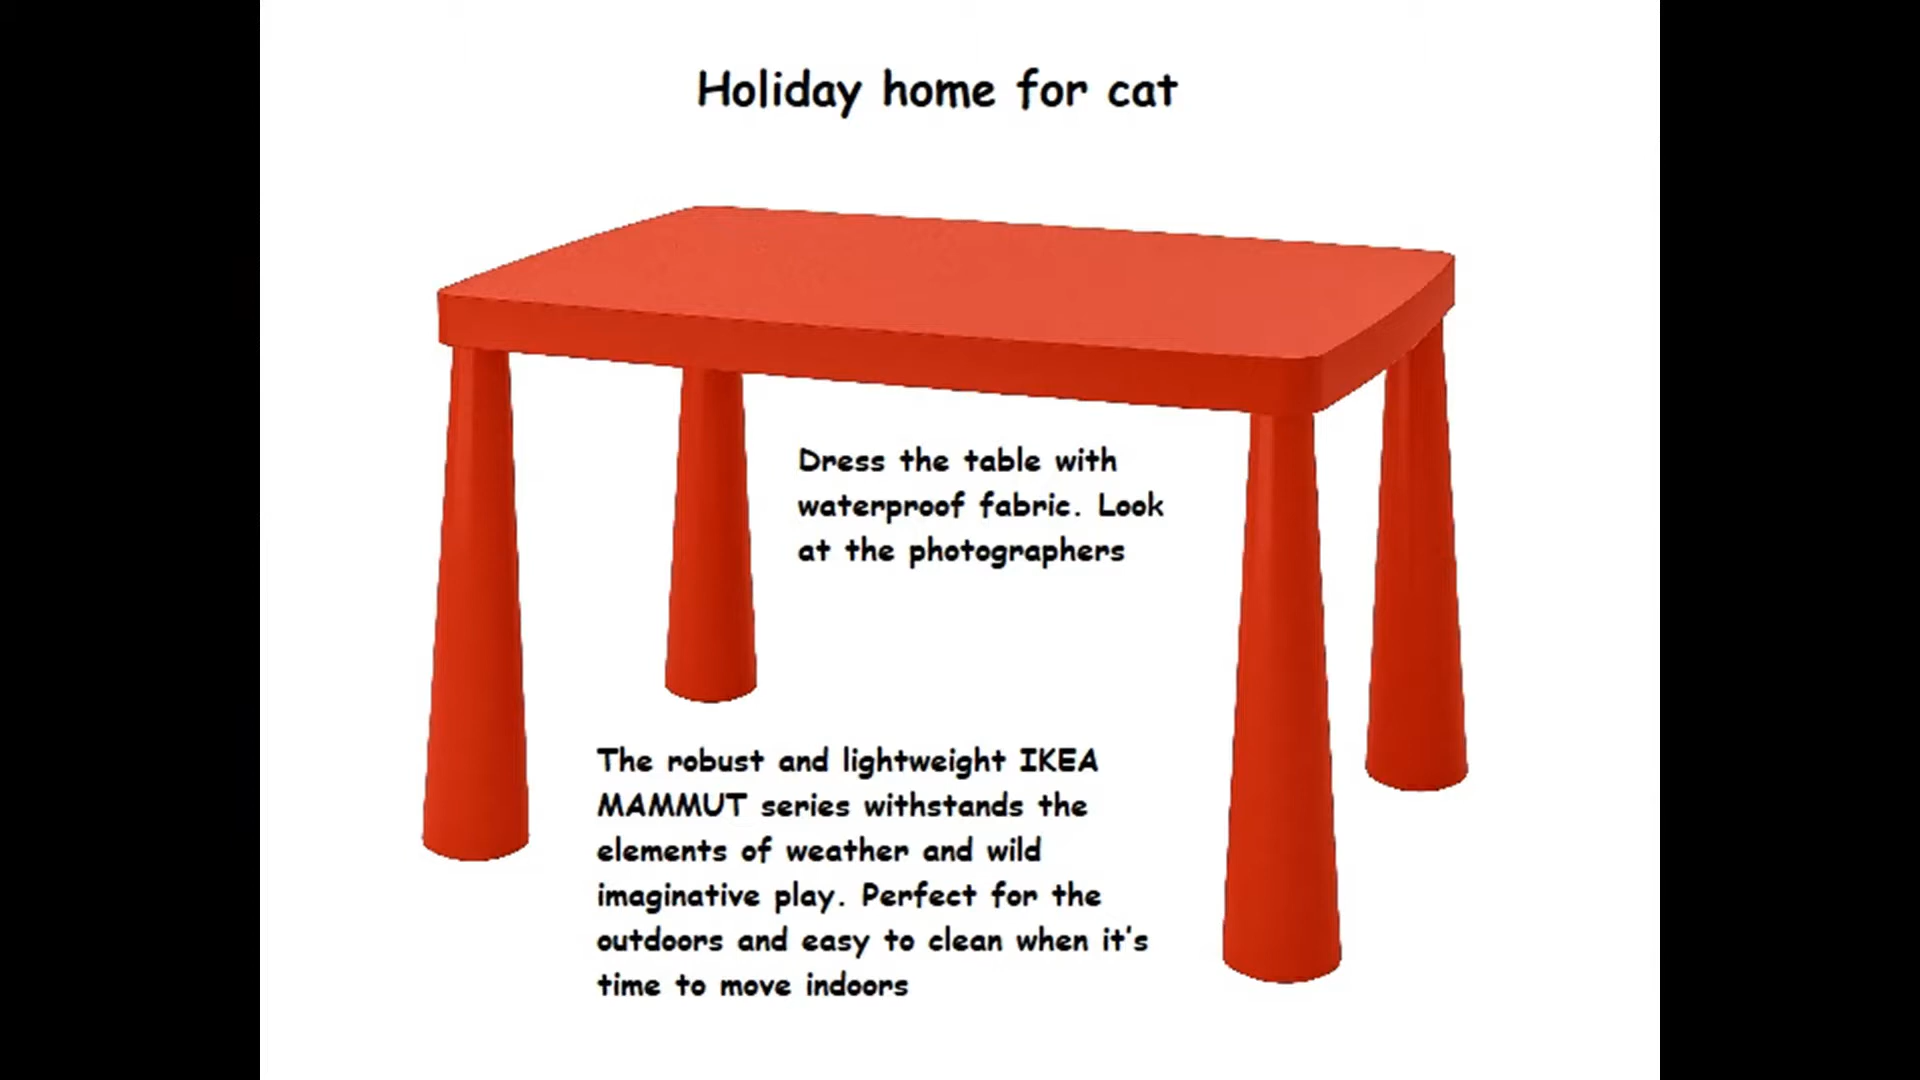 Holiday home for cat
Dress the table with
waterproof fabric. Look
at the photographers
The robust and lightweight IKEA
MAMMUT series withstands the
elements of weather and wild
imaginative play. Perfect for the
outdoors and easy to clean when it's
time to move indoors